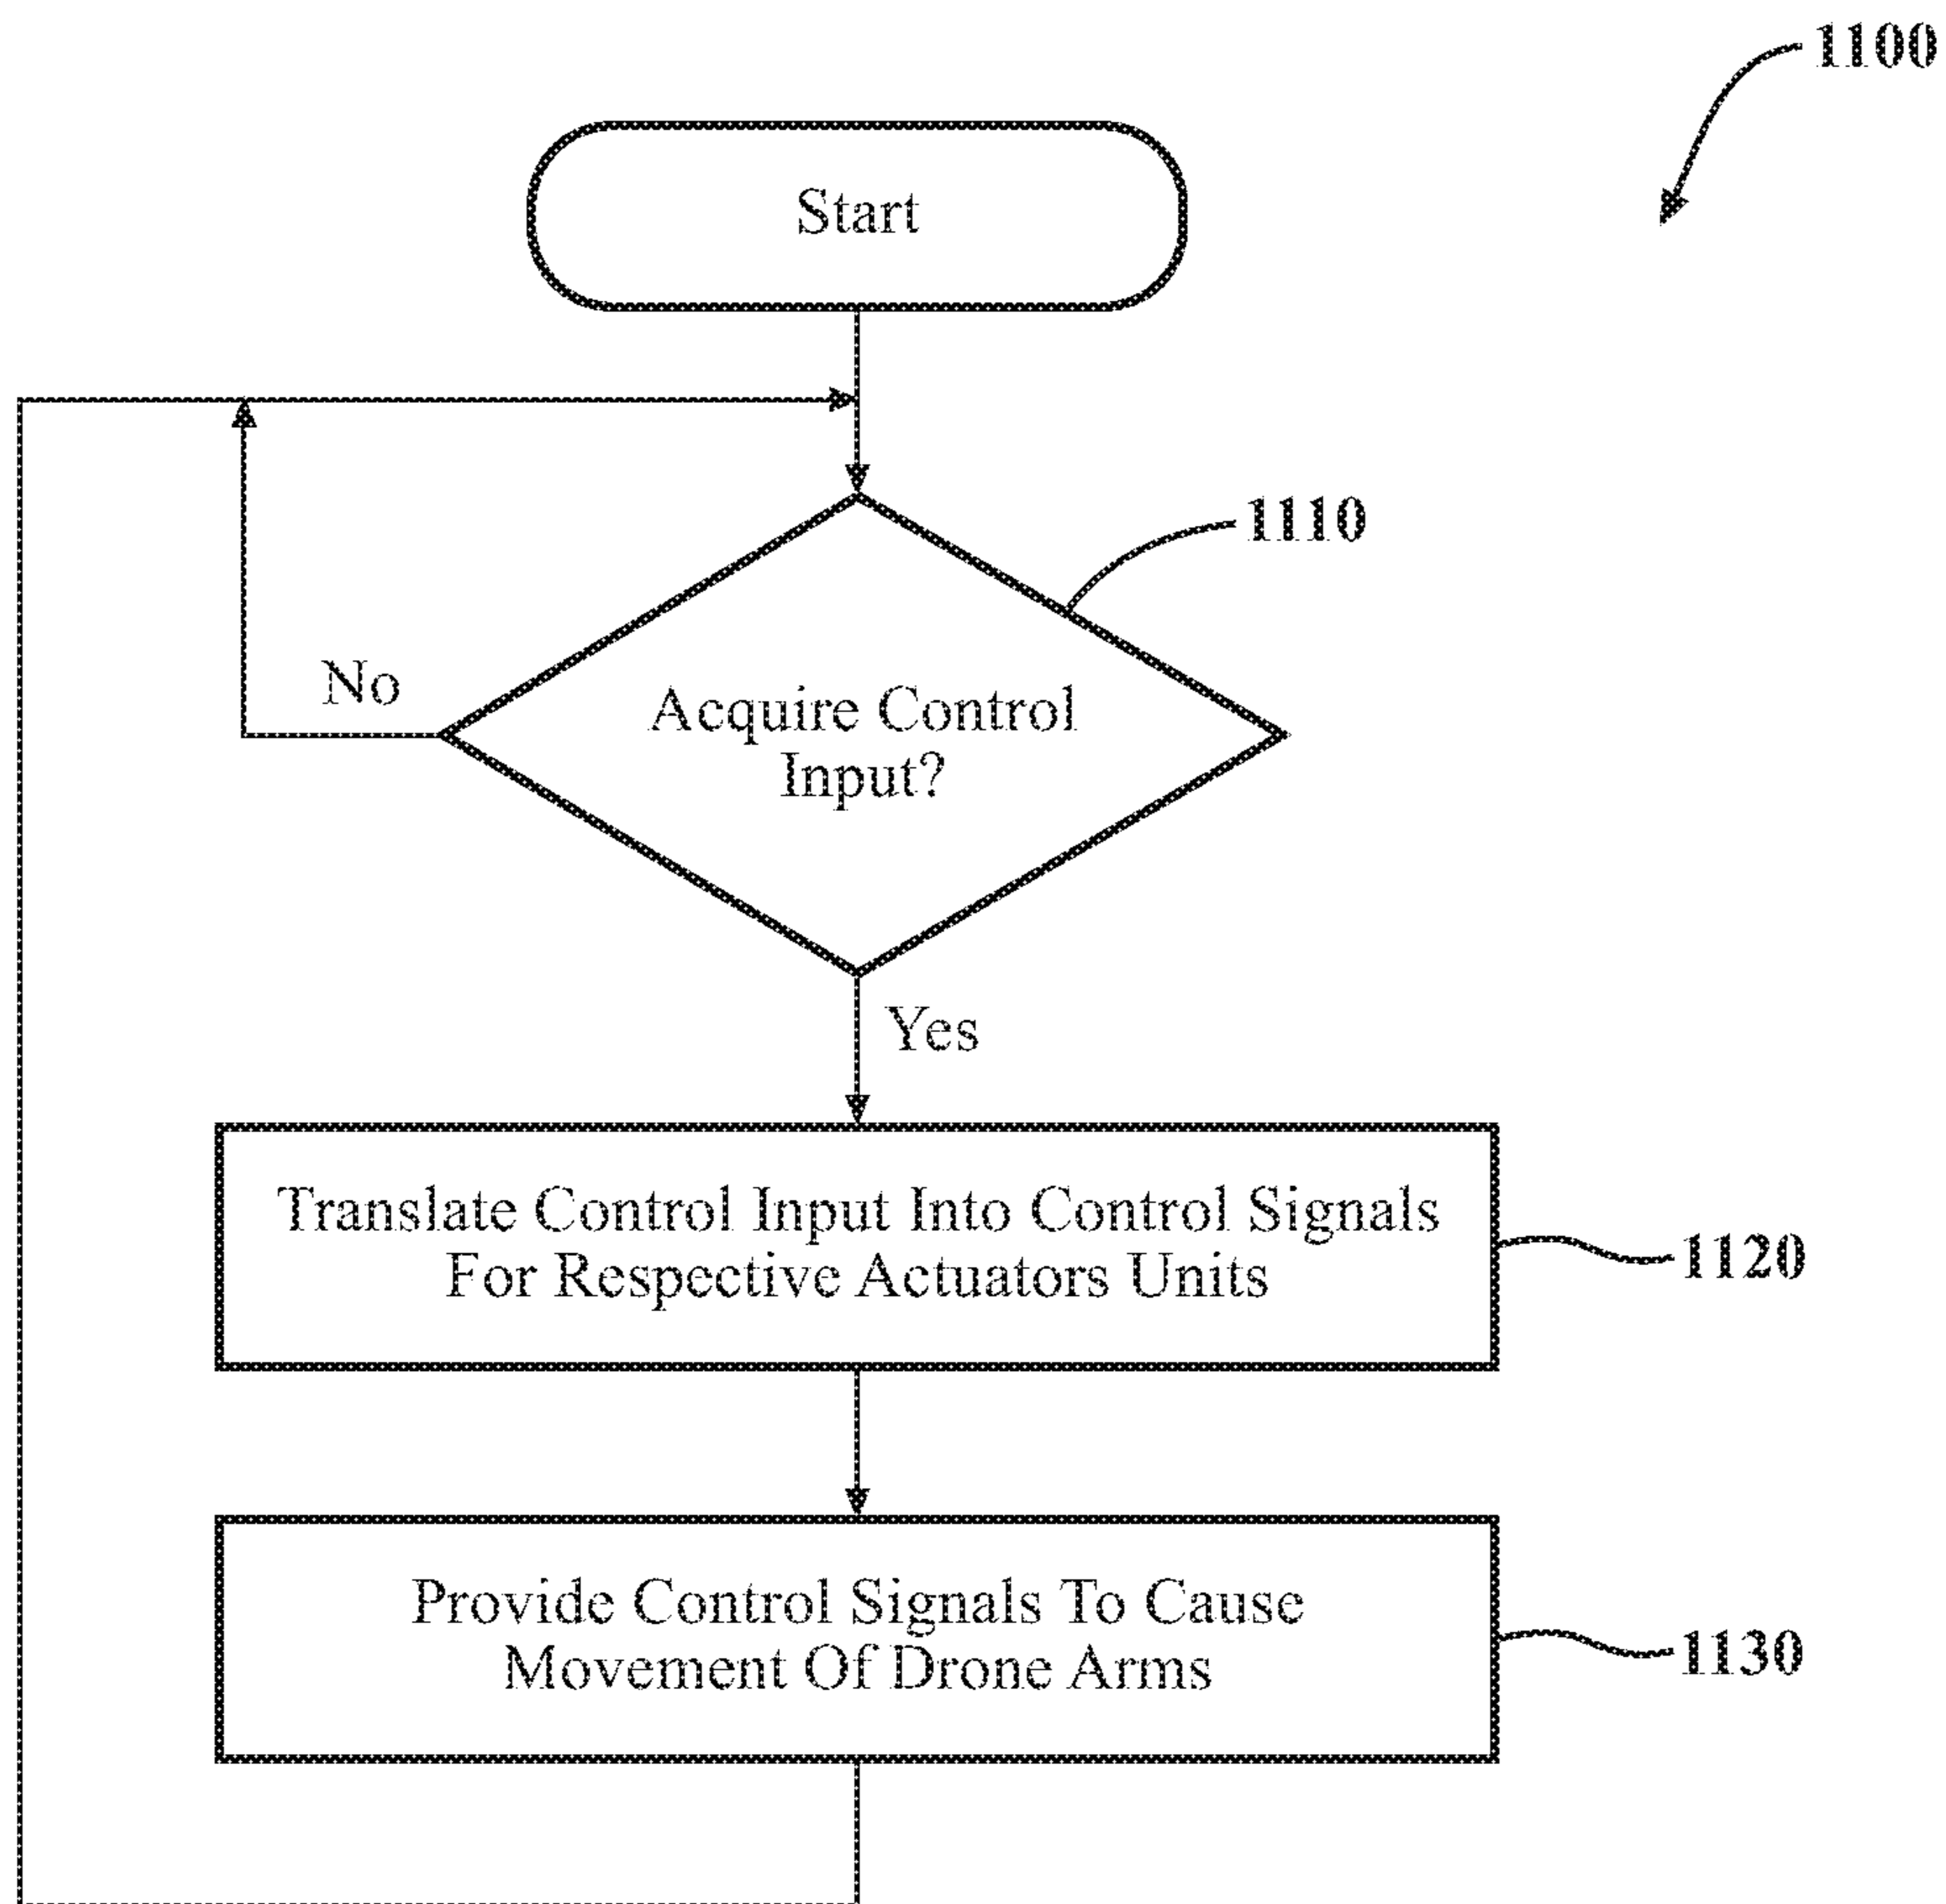 1100
Start
1110
No
Acquire Control
Input?
Yes
Translate Control Input Into Control Signals
For Respective Actuators Units
1120
Provide Control Signals To Cause
Movement Of Drone Arms
1130